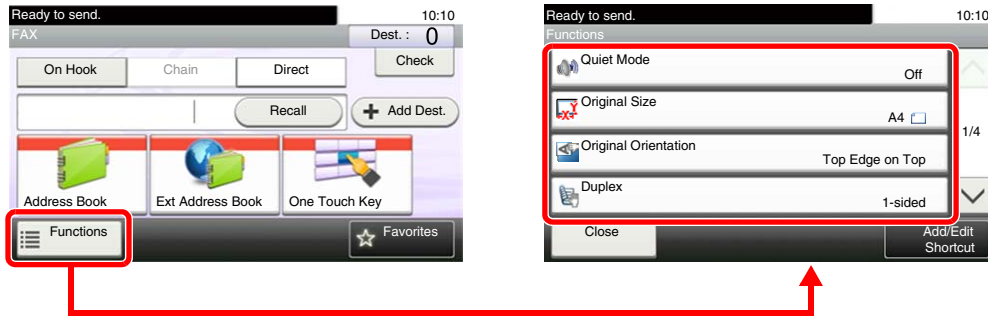 Ready to send.
10:10
FAX
Dest. : 0
Check
On Hook
Chain
Direct
Recall
Add Dest.
Address Book
Ext Address Book
One Touch Key
Functions
Favorites
Ready to send.
10:10
Functions
Quiet Mode
Off
Original Size
A4
1/4
Original Orientation
Top Edge on Top
Duplex
1-sided
Close
Add/Edit
Shortcut